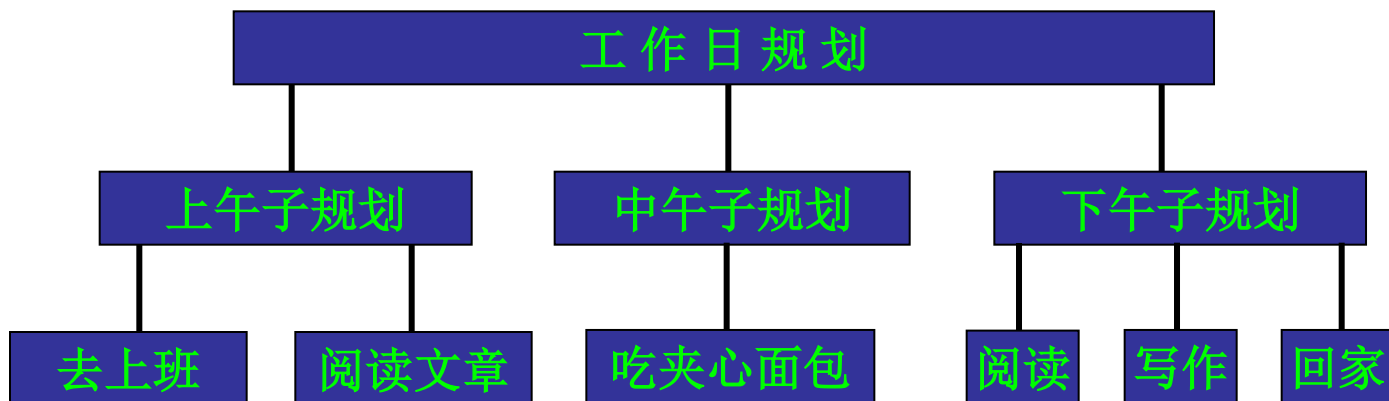 工作日规划
上午子规划
中午子规划
下午子规划
去上班
阅读文章
吃夹心面包
阅读
写作
回家